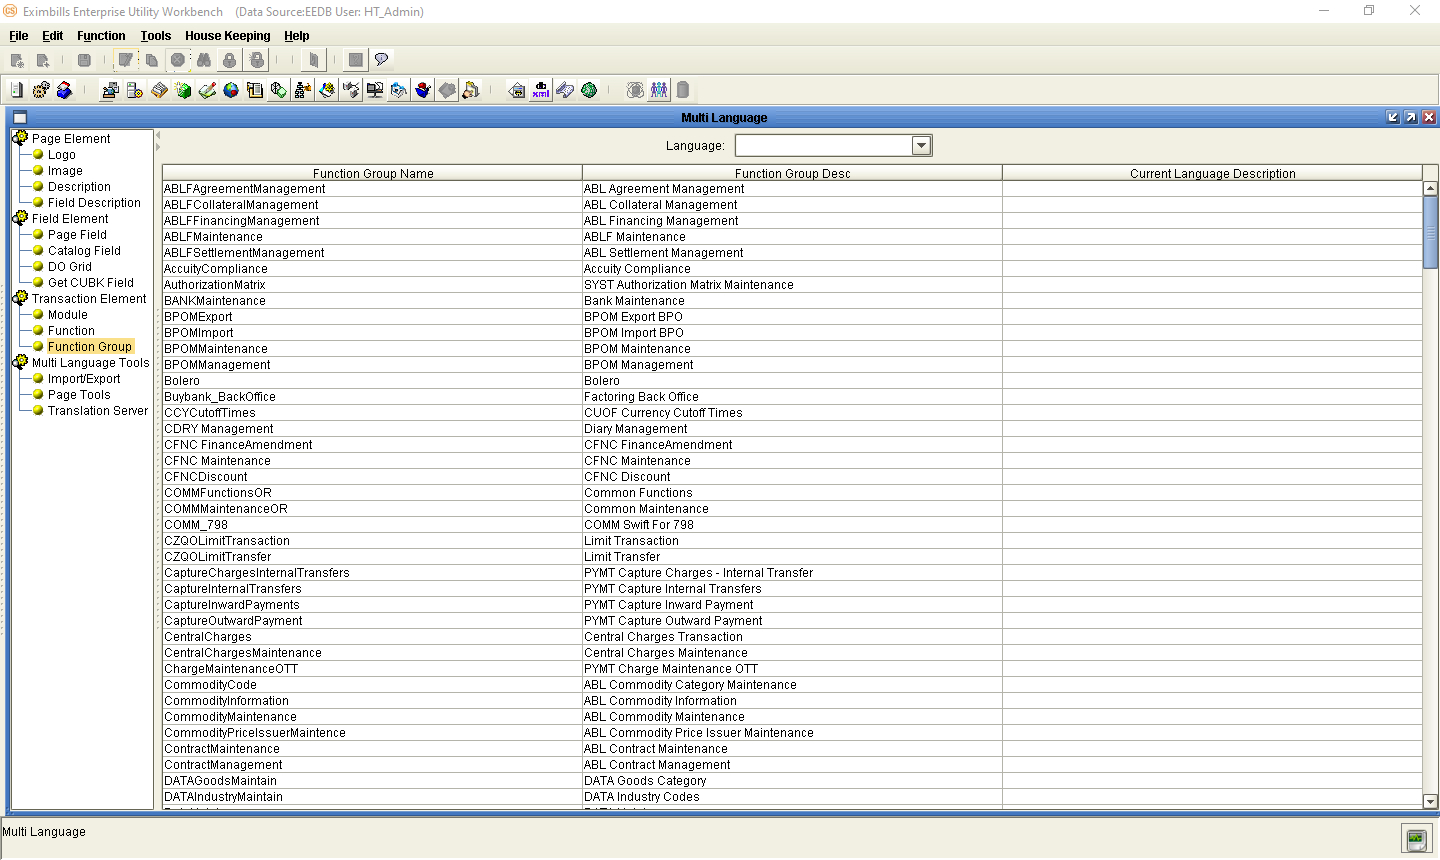 Eximbills Enterprise Utility Workbench (Data Source:EEDB User: HT_Admin)
File Edit Function Tools House Keeping Help
xml
Multi Language
Page Element
Logo
Image
Description
Field Description
Field Element
Page Field
Catalog Field
DO Grid
Get CUBK Field
Transaction Element
Module
Function
Function Group
Multi Language Tools
Import/Export
Page Tools
Translation Server
Language:
Function Group Name Function Group Desc Current Language Description
ABLFAgreementManagement ABL Agreement Management
ABLFCollateralManagement ABL Collateral Management
ABLFFinancingManagement ABL Financing Management
ABLFMaintenance ABLF Maintenance
ABLFSettlementManagement ABL Settlement Management
AccuityCompliance Accuity Compliance
AuthorizationMatrix SYST Authorization Matrix Maintenance
BANKMaintenance Bank Maintenance
BPOMExport BPOM Export BPO
BPOMImport BPOM Import BPO
BPOMMaintenance BPOM Maintenance
BPOMManagement BPOM Management
Bolero Bolero
Buybank_BackOffice Factoring Back Office
CCYCutoffTimes CUOF Currency Cutoff Times
CDRY Management Diary Management
CFNC FinanceAmendment CFNC FinanceAmendment
CFNC Maintenance CFNC Maintenance
CFNCDiscount CFNC Discount
COMMFunctionsOR Common Functions
COMMMaintenanceOR Common Maintenance
COMM_798 COMM Swift For 798
CZQOLimitTransaction Limit Transaction
CZQOLimitTransfer Limit Transfer
CaptureChargesInternalTransfers PYMT Capture Charges - Internal Transfer
CaptureInternalTransfers PYMT Capture Internal Transfers
CaptureInwardPayments PYMT Capture Inward Payment
CaptureOutwardPayment PYMT Capture Outward Payment
CentralCharges Central Charges Transaction
CentralChargesMaintenance Central Charges Maintenance
ChargeMaintenanceOTT PYMT Charge Maintenance OTT
CommodityCode ABL Commodity Category Maintenance
CommodityInformation ABL Commodity Information
CommodityMaintenance ABL Commodity Maintenance
CommodityPriceIssuerMaintence ABL Commodity Price Issuer Maintenance
ContractMaintenance ABL Contract Maintenance
ContractManagement ABL Contract Management
DATAGoodsMaintain DATA Goods Category
DATAIndustryMaintain DATA Industry Codes
Multi Language